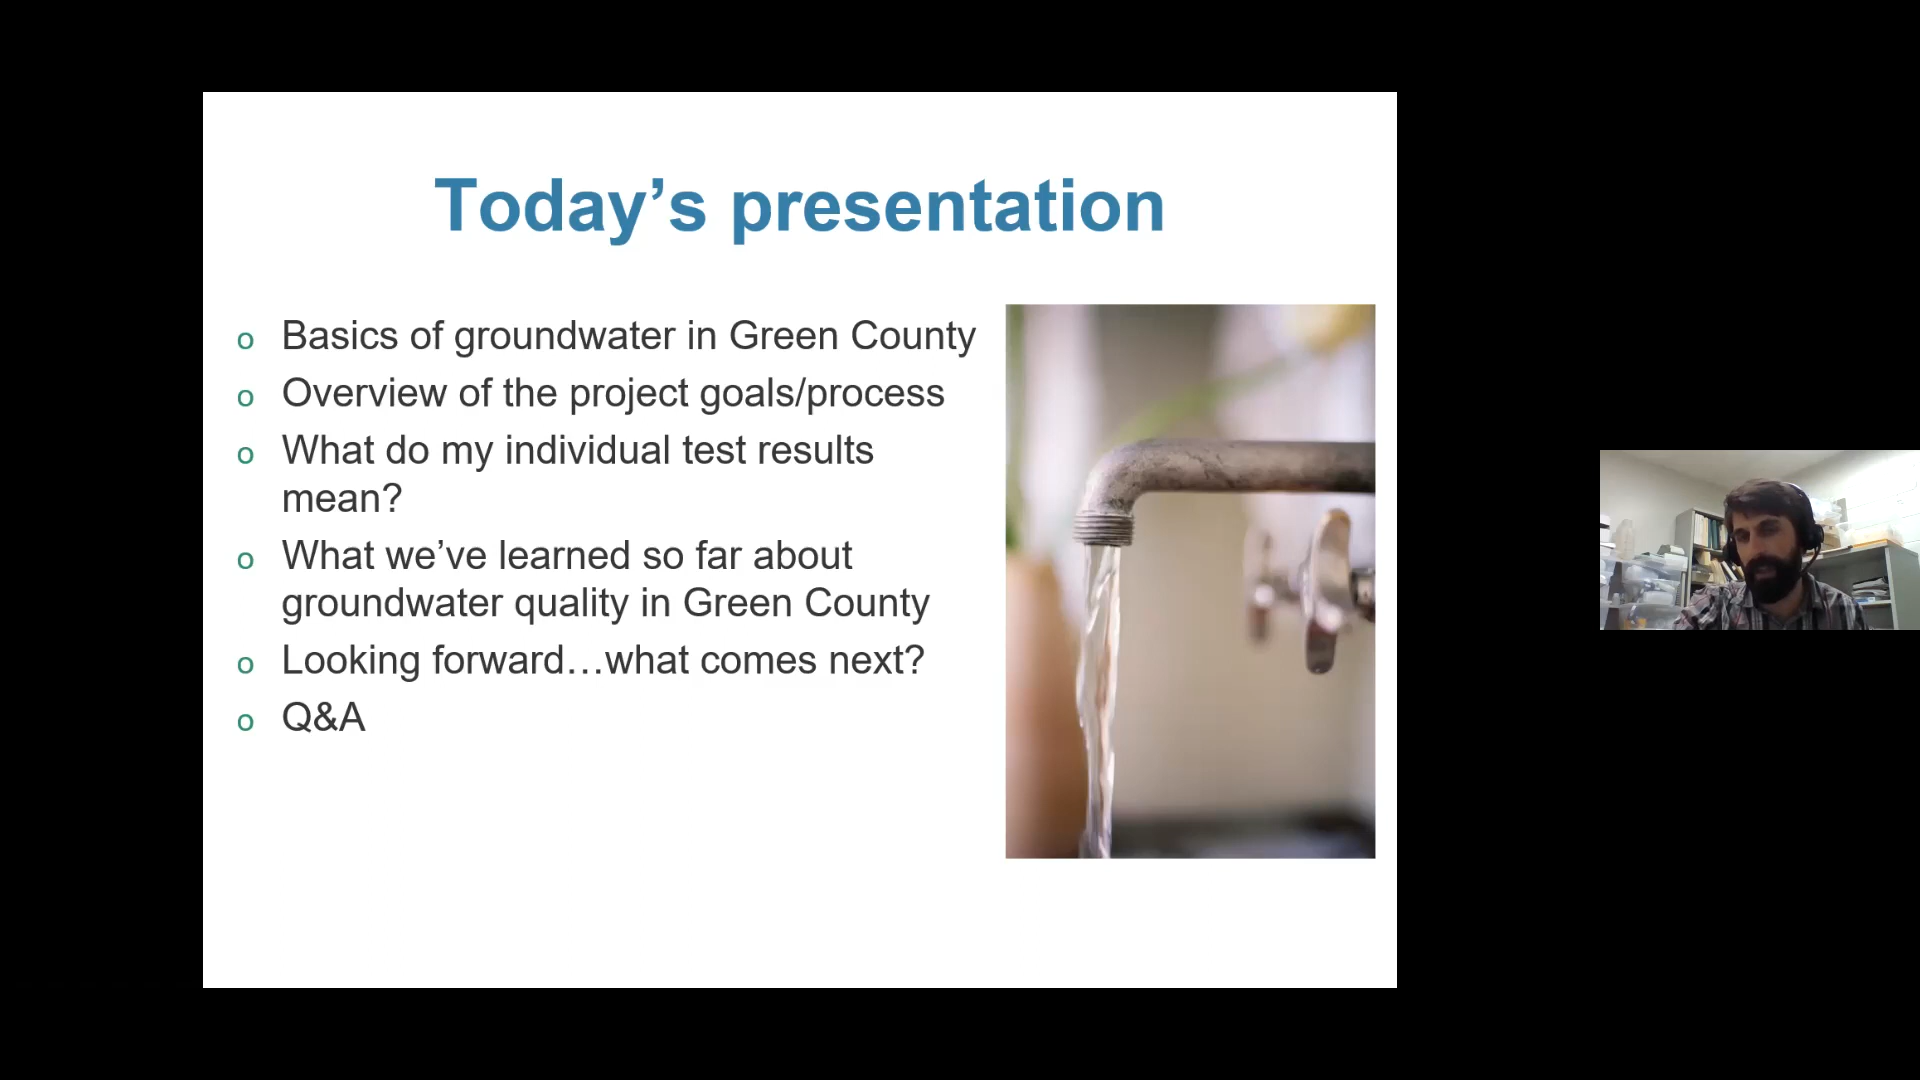 Today’s presentation
o Basics of groundwater in Green County
o Overview of the project goals/process
o What do my individual test results
mean?
o What we’ve learned so far about
groundwater quality in Green County
o Looking forward…what comes next?
o Q&A